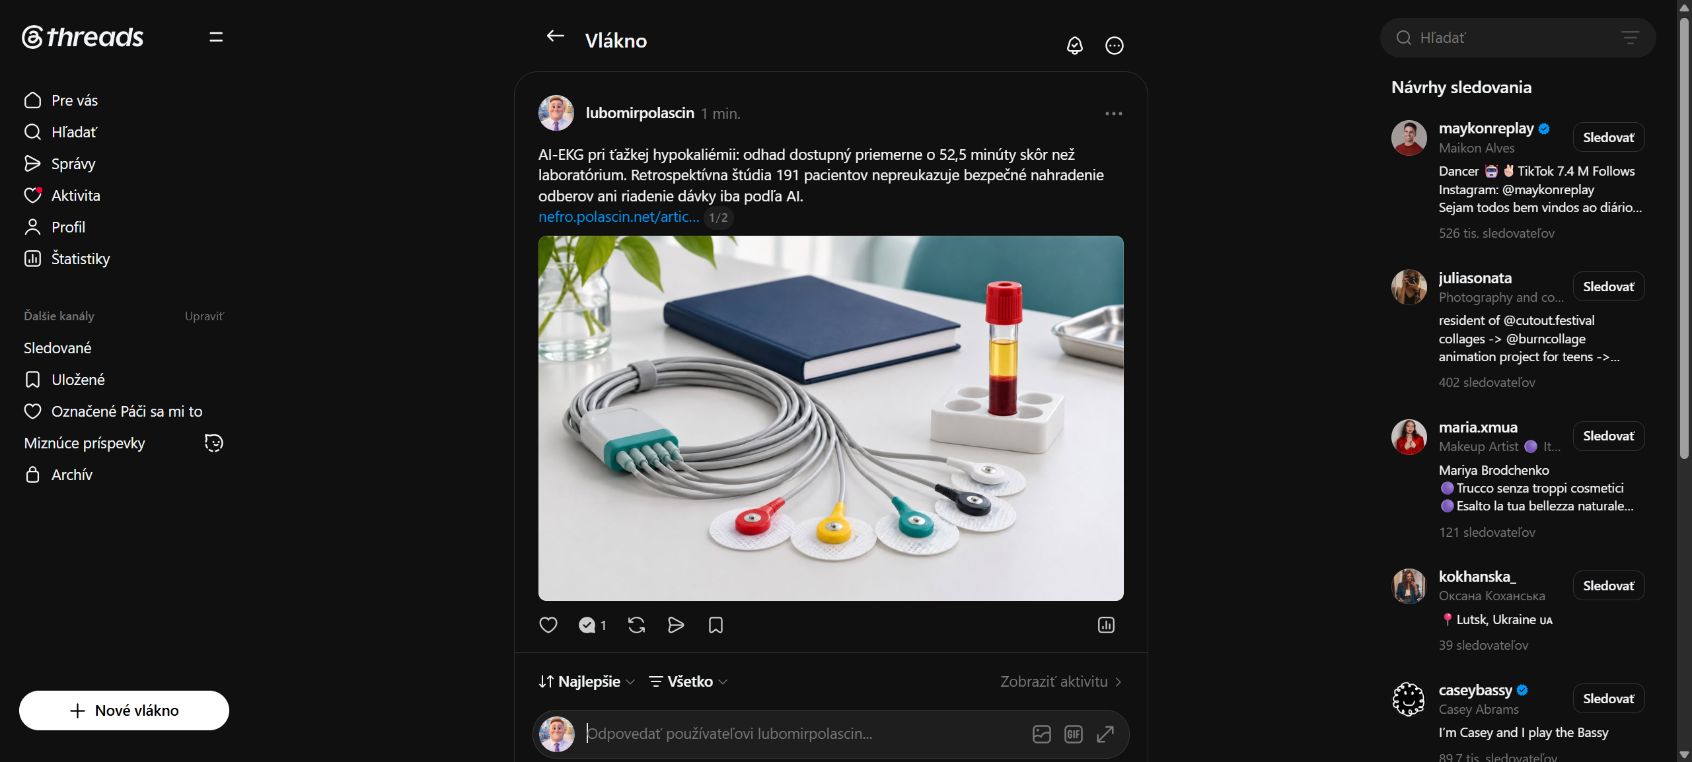 threads
Pre vás
Hľadať
Správy
Aktivita
Profil
Štatistiky
Ďalšie kanály
Upraviť
Sledované
Uložené
Označené Páči sa mi to
Miznúce príspevky
Archív
Nové vlákno
Vlákno
lubomirpolascin 1 min.
AI-EKG pri ťažkej hypokaliémii: odhad dostupný priemerne o 52,5 minúty skôr než
laboratórium. Retrospektívna štúdia 191 pacientov nepreukazuje bezpečné nahradenie
odberov ani riadenie dávky iba podľa AI.
nefro.polascin.net/artic... 1/2
1
Najlepšie
Všetko
Zobraziť aktivitu
Odpovedať používateľovi lubomirpolascin...
GIF
Hľadať
Návrhy sledovania
maykonreplay
Sledovať
Maikon Alves
Dancer TikTok 7.4 M Follows
Instagram: @maykonreplay
Sejam todos bem vindos ao diário...
526 tis. sledovateľov
juliasonata
Sledovať
Photography and co...
resident of @cutout.festival
collages -> @burncollage
animation project for teens ->...
402 sledovateľov
maria.xmua
Sledovať
Makeup Artist 🟣 It...
Mariya Brodchenko
🟣Trucco senza troppi cosmetici
🟣Esalto la tua bellezza naturale...
121 sledovateľov
kokhanska_
Sledovať
Оксана Коханська
📍Lutsk, Ukraine UA
39 sledovateľov
caseybassy
Sledovať
Casey Abrams
I'm Casey and I play the Bassy
89,7 tis. sledovateľov